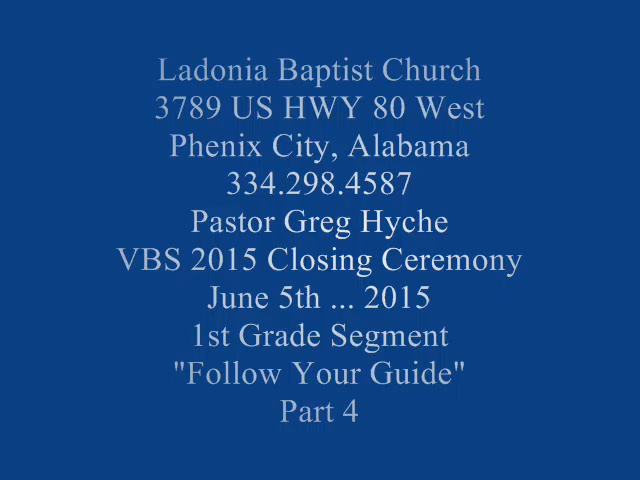 Ladonia Baptist Church
3789 US HWY 80 West
Phenix City, Alabama
334.298.4587
Pastor Greg Hyche
VBS 2015 Closing Ceremony
June 5th ... 2015
1st Grade Segment
"Follow Your Guide"
Part 4